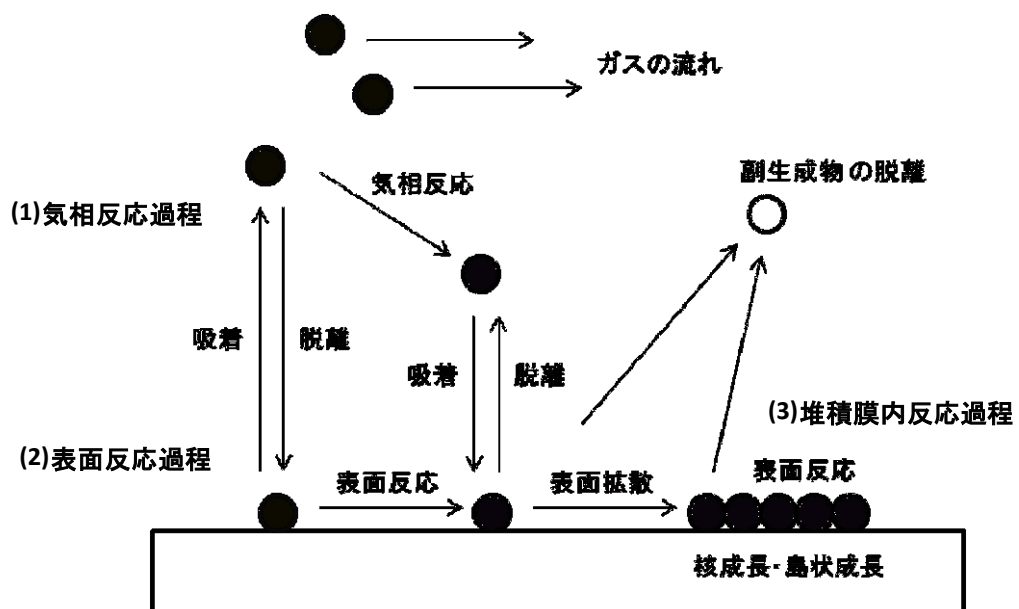 ガスの流れ
気相反応
副生成物の脱離
(1)気相反応過程
吸着
脱離
吸着
脱離
(3)堆積膜内反応過程
(2)表面反応過程
表面反応
表面拡散
表面反応
核成長・島状成長